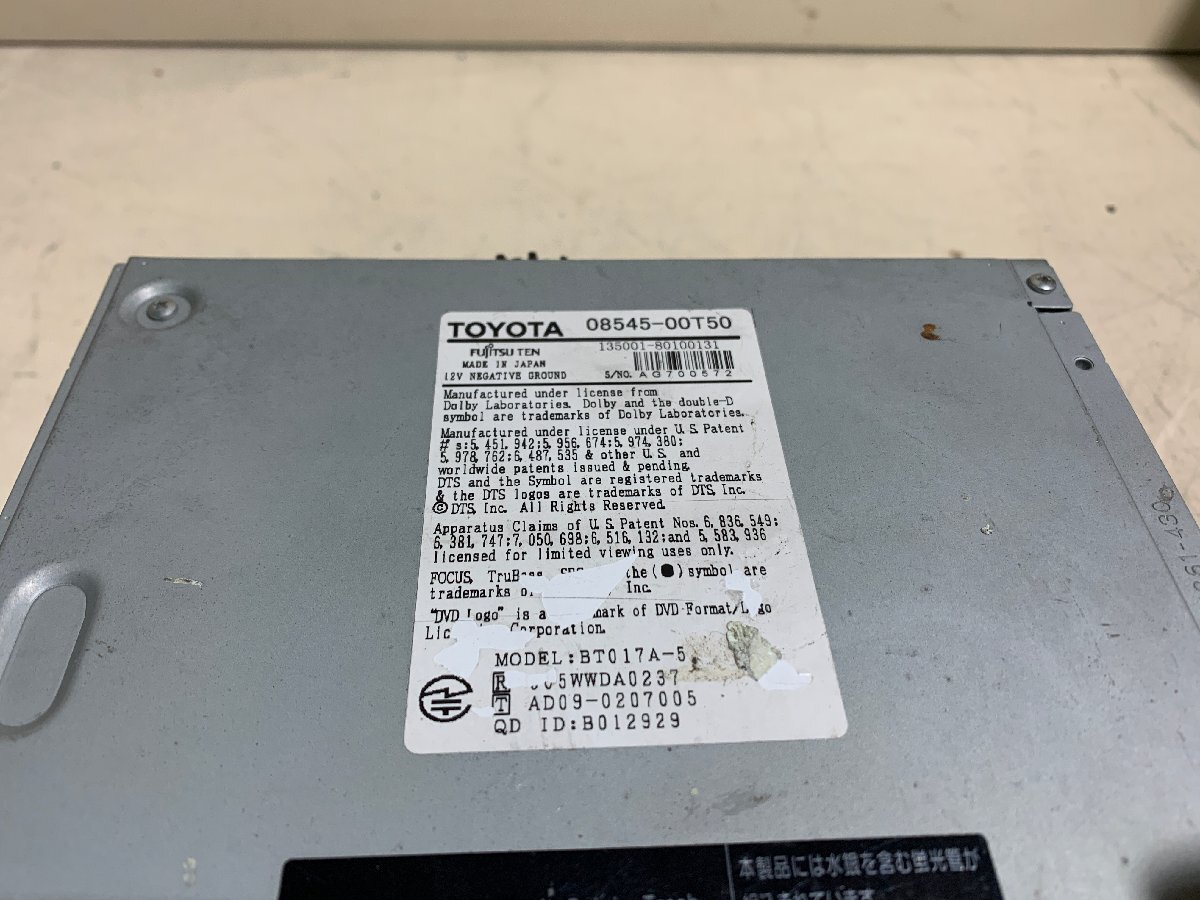 TOYOTA 08545-00T50
FUJITSU TEN 135001-80100131
MADE IN JAPAN
12V NEGATIVE GROUND S/NO. AG700572
Manufactured under license from
Dolby Laboratories. Dolby and the double-D
symbol are trademarks of Dolby Laboratories.
Manufactured under license under U.S. Patent
# s:5, 451, 942:5, 956, 674:5, 974, 380:
5, 978, 762:6, 487, 535 & other U.S. and
worldwide patents issued & pending.
DTS and the Symbol are registered trademarks
& the DTS logos are trademarks of DTS, Inc.
© DTS, Inc. All Rights Reserved.
Apparatus Claims of U.S. Patent Nos. 6, 836, 549:
6, 381, 747:7, 050, 698:6, 516, 132:and 5, 583, 936
licensed for limited viewing uses only.
FOCUS, the (●) symbol are
trademarks Inc.
"DVD Logo" is a mark of DVD Format/Logo
Corporation.
MODEL:BT017A-5
R 5WWDA0237
T AD09-0207005
QD ID:B012929
861-4300
本製品には水銀を含む蛍光管が